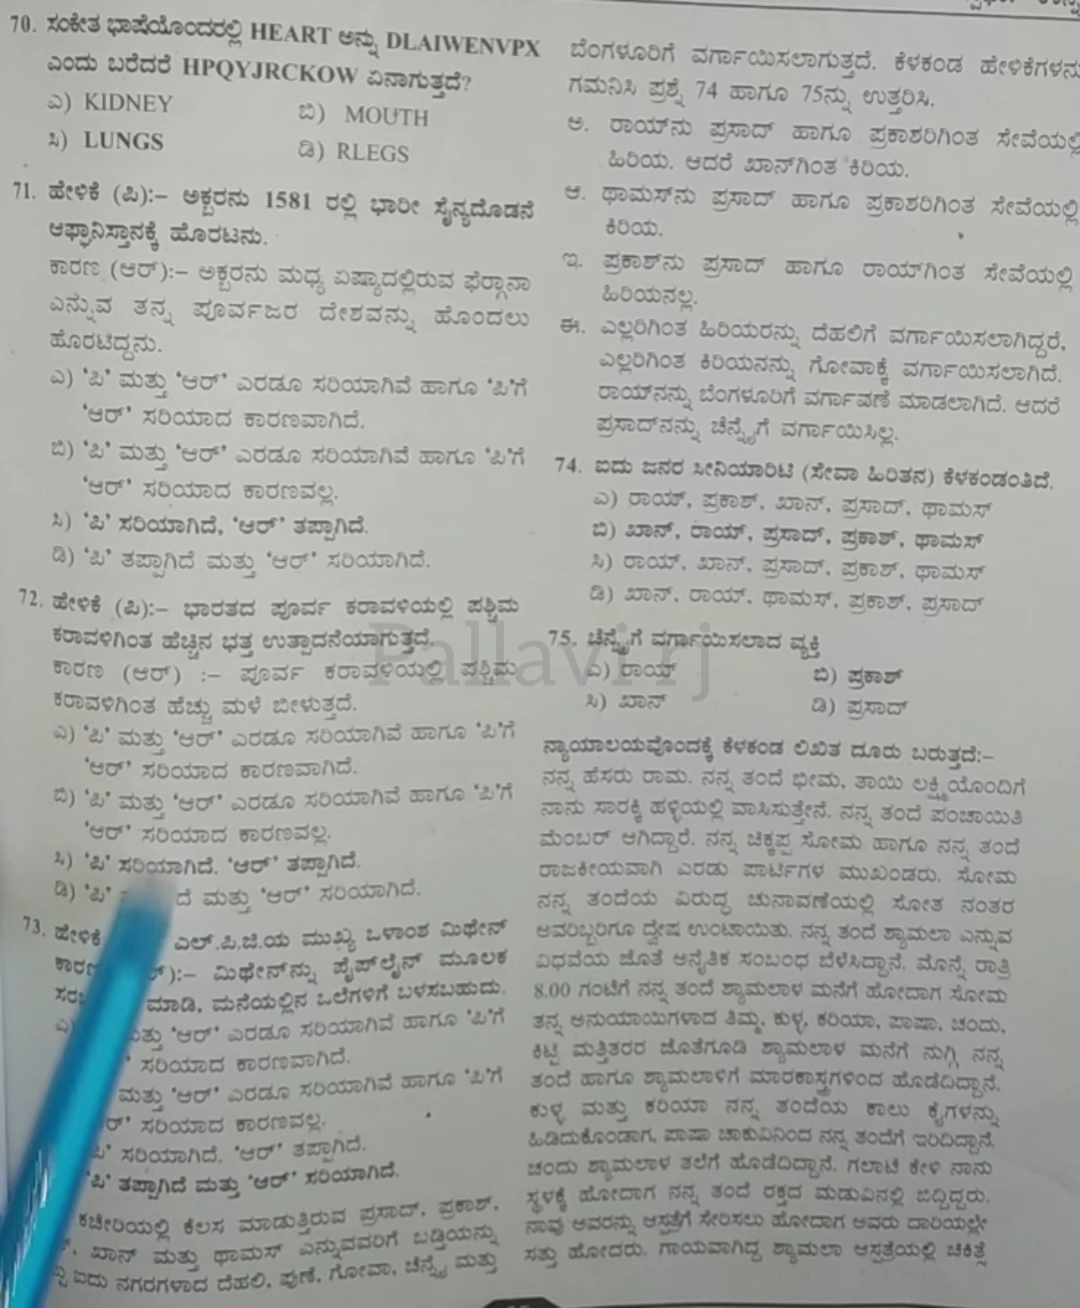 70. ಸಂಕೇತ ಭಾಷೆಯೊಂದರಲ್ಲಿ HEART ಅನ್ನು DLAIWENVPX
ಎಂದು ಬರೆದರೆ HPQYJRCKOW ಏನಾಗುತ್ತದೆ?
ಎ) KIDNEY ಬಿ) MOUTH
ಸಿ) LUNGS ಡಿ) RLEGS
71. ಹೇಳಿಕೆ (ಪಿ):– ಅಕ್ಬರನು 1581 ರಲ್ಲಿ ಭಾರೀ ಸೈನ್ಯದೊಡನೆ
ಆಫ್ಘಾನಿಸ್ತಾನಕ್ಕೆ ಹೊರಟನು.
ಕಾರಣ (ಆರ್):– ಅಕ್ಬರನು ಮಧ್ಯ ಏಷ್ಯಾದಲ್ಲಿರುವ ಫೆರ್‍ಗಾನಾ
ಎನ್ನುವ ತನ್ನ ಪೂರ್ವಜರ ದೇಶವನ್ನು ಹೊಂದಲು
ಹೊರಟಿದ್ದನು.
ಎ) 'ಪಿ' ಮತ್ತು 'ಆರ್' ಎರಡೂ ಸರಿಯಾಗಿವೆ ಹಾಗೂ 'ಪಿ'ಗೆ
'ಆರ್' ಸರಿಯಾದ ಕಾರಣವಾಗಿದೆ.
ಬಿ) 'ಪಿ' ಮತ್ತು 'ಆರ್' ಎರಡೂ ಸರಿಯಾಗಿವೆ ಹಾಗೂ 'ಪಿ'ಗೆ
'ಆರ್' ಸರಿಯಾದ ಕಾರಣವಲ್ಲ.
ಸಿ) 'ಪಿ' ಸರಿಯಾಗಿದೆ, 'ಆರ್' ತಪ್ಪಾಗಿದೆ.
ಡಿ) 'ಪಿ' ತಪ್ಪಾಗಿದೆ ಮತ್ತು 'ಆರ್' ಸರಿಯಾಗಿದೆ.
72. ಹೇಳಿಕೆ (ಪಿ):– ಭಾರತದ ಪೂರ್ವ ಕರಾವಳಿಯಲ್ಲಿ ಪಶ್ಚಿಮ
ಕರಾವಳಿಗಿಂತ ಹೆಚ್ಚಿನ ಭತ್ತ ಉತ್ಪಾದನೆಯಾಗುತ್ತದೆ.
ಕಾರಣ (ಆರ್) :– ಪೂರ್ವ ಕರಾವಳಿಯಲ್ಲಿ ಪಶ್ಚಿಮ
ಕರಾವಳಿಗಿಂತ ಹೆಚ್ಚು ಮಳೆ ಬೀಳುತ್ತದೆ.
ಎ) 'ಪಿ' ಮತ್ತು 'ಆರ್' ಎರಡೂ ಸರಿಯಾಗಿವೆ ಹಾಗೂ 'ಪಿ'ಗೆ
'ಆರ್' ಸರಿಯಾದ ಕಾರಣವಾಗಿದೆ.
ಬಿ) 'ಪಿ' ಮತ್ತು 'ಆರ್' ಎರಡೂ ಸರಿಯಾಗಿವೆ ಹಾಗೂ 'ಪಿ'ಗೆ
'ಆರ್' ಸರಿಯಾದ ಕಾರಣವಲ್ಲ.
ಸಿ) 'ಪಿ' ಸರಿಯಾಗಿದೆ. 'ಆರ್' ತಪ್ಪಾಗಿದೆ.
ಡಿ) 'ಪಿ' ಮತ್ತು 'ಆರ್' ಸರಿಯಾಗಿದೆ.
73. ಹೇಳಿಕೆ ಎಲ್.ಪಿ.ಜಿ.ಯ ಮುಖ್ಯ ಒಳಾಂಶ ಮಿಥೇನ್
ಮಿಥೇನ್‌ನ್ನು ಪೈಪ್‌ಲೈನ್ ಮೂಲಕ
ಮಾಡಿ, ಮನೆಯಲ್ಲಿನ ಒಲೆಗಳಿಗೆ ಬಳಸಬಹುದು.
'ಆರ್' ಎರಡೂ ಸರಿಯಾಗಿವೆ ಹಾಗೂ 'ಪಿ'ಗೆ
ಸರಿಯಾದ ಕಾರಣವಾಗಿದೆ.
ಮತ್ತು 'ಆರ್' ಎರಡೂ ಸರಿಯಾಗಿವೆ ಹಾಗೂ 'ಪಿ'ಗೆ
ಸರಿಯಾದ ಕಾರಣವಲ್ಲ.
ಸರಿಯಾಗಿದೆ. 'ಆರ್' ತಪ್ಪಾಗಿದೆ.
'ಪಿ' ತಪ್ಪಾಗಿದೆ ಮತ್ತು 'ಆರ್' ಸರಿಯಾಗಿದೆ.
ಕಚೇರಿಯಲ್ಲಿ ಕೆಲಸ ಮಾಡುತ್ತಿರುವ ಪ್ರಸಾದ್, ಪ್ರಕಾಶ್,
ಖಾನ್ ಮತ್ತು ಥಾಮಸ್ ಎನ್ನುವವರಿಗೆ ಬಡ್ತಿಯನ್ನು
ಐದು ನಗರಗಳಾದ ದೆಹಲಿ, ಪುಣೆ, ಗೋವಾ, ಚೆನ್ನೈ ಮತ್ತು
ಬೆಂಗಳೂರಿಗೆ ವರ್ಗಾಯಿಸಲಾಗುತ್ತದೆ. ಕೆಳಕಂಡ ಹೇಳಿಕೆಗಳನು
ಗಮನಿಸಿ ಪ್ರಶ್ನೆ 74 ಹಾಗೂ 75ನ್ನು ಉತ್ತರಿಸಿ.
ಅ. ರಾಯ್‌ನು ಪ್ರಸಾದ್ ಹಾಗೂ ಪ್ರಕಾಶರಿಗಿಂತ ಸೇವೆಯಲ್ಲಿ
ಹಿರಿಯ. ಆದರೆ ಖಾನ್‌ಗಿಂತ ಕಿರಿಯ.
ಆ. ಥಾಮಸ್‌ನು ಪ್ರಸಾದ್ ಹಾಗೂ ಪ್ರಕಾಶರಿಗಿಂತ ಸೇವೆಯಲ್ಲಿ
ಕಿರಿಯ.
ಇ. ಪ್ರಕಾಶ್‌ನು ಪ್ರಸಾದ್ ಹಾಗೂ ರಾಯ್‌ಗಿಂತ ಸೇವೆಯಲ್ಲಿ
ಹಿರಿಯನಲ್ಲ.
ಈ. ಎಲ್ಲರಿಗಿಂತ ಹಿರಿಯರನ್ನು ದೆಹಲಿಗೆ ವರ್ಗಾಯಿಸಲಾಗಿದ್ದರೆ,
ಎಲ್ಲರಿಗಿಂತ ಕಿರಿಯನನ್ನು ಗೋವಾಕ್ಕೆ ವರ್ಗಾಯಿಸಲಾಗಿದೆ.
ರಾಯ್‌ನನ್ನು ಬೆಂಗಳೂರಿಗೆ ವರ್ಗಾವಣೆ ಮಾಡಲಾಗಿದೆ. ಆದರೆ
ಪ್ರಸಾದ್‌ನನ್ನು ಚೆನ್ನೈಗೆ ವರ್ಗಾಯಿಸಿಲ್ಲ.
74. ಐದು ಜನರ ಸೀನಿಯಾರಿಟಿ (ಸೇವಾ ಹಿರಿತನ) ಕೆಳಕಂಡಂತಿದೆ.
ಎ) ರಾಯ್, ಪ್ರಕಾಶ್, ಖಾನ್, ಪ್ರಸಾದ್, ಥಾಮಸ್
ಬಿ) ಖಾನ್, ರಾಯ್, ಪ್ರಸಾದ್, ಪ್ರಕಾಶ್, ಥಾಮಸ್
ಸಿ) ರಾಯ್, ಖಾನ್, ಪ್ರಸಾದ್, ಪ್ರಕಾಶ್, ಥಾಮಸ್
ಡಿ) ಖಾನ್, ರಾಯ್, ಥಾಮಸ್, ಪ್ರಕಾಶ್, ಪ್ರಸಾದ್
75. ಚೆನ್ನೈಗೆ ವರ್ಗಾಯಿಸಲಾದ ವ್ಯಕ್ತಿ
ಎ) ರಾಯ್ ಬಿ) ಪ್ರಕಾಶ್
ಸಿ) ಖಾನ್ ಡಿ) ಪ್ರಸಾದ್
ನ್ಯಾಯಾಲಯವೊಂದಕ್ಕೆ ಕೆಳಕಂಡ ಲಿಖಿತ ದೂರು ಬರುತ್ತದೆ:–
ನನ್ನ ಹೆಸರು ರಾಮ. ನನ್ನ ತಂದೆ ಭೀಮ, ತಾಯಿ ಲಕ್ಷ್ಮಿಯೊಂದಿಗೆ
ನಾನು ಸಾರಕ್ಕಿ ಹಳ್ಳಿಯಲ್ಲಿ ವಾಸಿಸುತ್ತೇನೆ. ನನ್ನ ತಂದೆ ಪಂಚಾಯಿತಿ
ಮೆಂಬರ್ ಆಗಿದ್ದಾರೆ. ನನ್ನ ಚಿಕ್ಕಪ್ಪ ಸೋಮ ಹಾಗೂ ನನ್ನ ತಂದೆ
ರಾಜಕೀಯವಾಗಿ ಎರಡು ಪಾರ್ಟಿಗಳ ಮುಖಂಡರು. ಸೋಮ
ನನ್ನ ತಂದೆಯ ವಿರುದ್ಧ ಚುನಾವಣೆಯಲ್ಲಿ ಸೋತ ನಂತರ
ಅವರಿಬ್ಬರಿಗೂ ದ್ವೇಷ ಉಂಟಾಯಿತು. ನನ್ನ ತಂದೆ ಶ್ಯಾಮಲಾ ಎನ್ನುವ
ವಿಧವೆಯ ಜೊತೆ ಅನೈತಿಕ ಸಂಬಂಧ ಬೆಳೆಸಿದ್ದಾನೆ. ಮೊನ್ನೆ ರಾತ್ರಿ
8.00 ಗಂಟೆಗೆ ನನ್ನ ತಂದೆ ಶ್ಯಾಮಲಾಳ ಮನೆಗೆ ಹೋದಾಗ ಸೋಮ
ತನ್ನ ಅನುಯಾಯಿಗಳಾದ ತಿಮ್ಮ, ಕುಳ್ಳ, ಕರಿಯಾ, ಪಾಷಾ, ಚಂದು,
ಕಿಟ್ಟಿ ಮತ್ತಿತರರ ಜೊತೆಗೂಡಿ ಶ್ಯಾಮಲಾಳ ಮನೆಗೆ ನುಗ್ಗಿ ನನ್ನ
ತಂದೆ ಹಾಗೂ ಶ್ಯಾಮಲಾಳಿಗೆ ಮಾರಕಾಸ್ತ್ರಗಳಿಂದ ಹೊಡೆದಿದ್ದಾನೆ.
ಕುಳ್ಳ ಮತ್ತು ಕರಿಯಾ ನನ್ನ ತಂದೆಯ ಕಾಲು ಕೈಗಳನ್ನು
ಹಿಡಿದುಕೊಂಡಾಗ, ಪಾಷಾ ಚಾಕುವಿನಿಂದ ನನ್ನ ತಂದೆಗೆ ಇರಿದಿದ್ದಾನೆ.
ಚಂದು ಶ್ಯಾಮಲಾಳ ತಲೆಗೆ ಹೊಡೆದಿದ್ದಾನೆ. ಗಲಾಟೆ ಕೇಳಿ ನಾನು
ಸ್ಥಳಕ್ಕೆ ಹೋದಾಗ ನನ್ನ ತಂದೆ ರಕ್ತದ ಮಡುವಿನಲ್ಲಿ ಬಿದ್ದಿದ್ದರು.
ನಾವು ಅವರನ್ನು ಆಸ್ಪತ್ರೆಗೆ ಸೇರಿಸಲು ಹೋದಾಗ ಅವರು ದಾರಿಯಲ್ಲೇ
ಸತ್ತು ಹೋದರು. ಗಾಯವಾಗಿದ್ದ ಶ್ಯಾಮಲಾ ಆಸ್ಪತ್ರೆಯಲ್ಲಿ ಚಿಕಿತ್ಸೆ
Pallavi rj